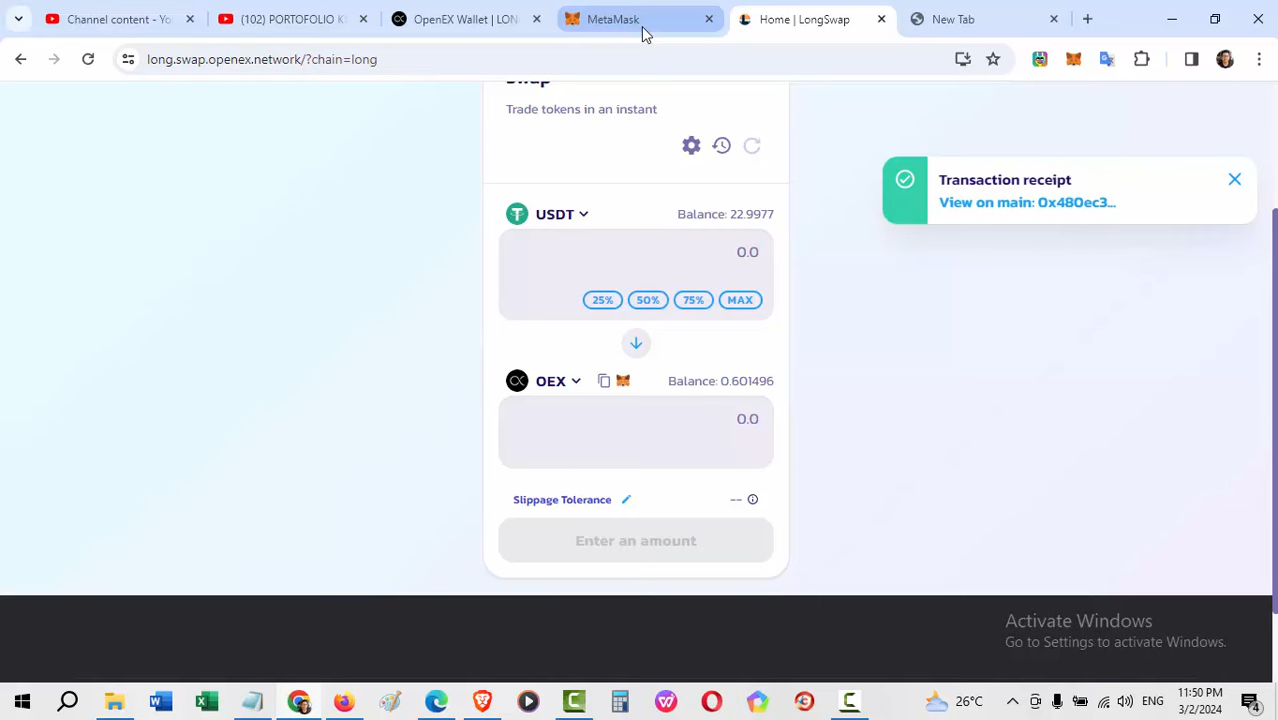 Channel content - Yo
(102) PORTOFOLIO K
OpenEX Wallet | LON
MetaMask
Home | LongSwap
New Tab
long.swap.openex.network/?chain=long
Swap
Trade tokens in an instant
Transaction receipt
View on main: 0x480ec3...
USDT
Balance: 22.9977
0.0
25%
50%
75%
MAX
OEX
Balance: 0.601496
0.0
Slippage Tolerance
--
Enter an amount
Activate Windows
Go to Settings to activate Windows.
26°C
ENG
11:50 PM
3/2/2024
4